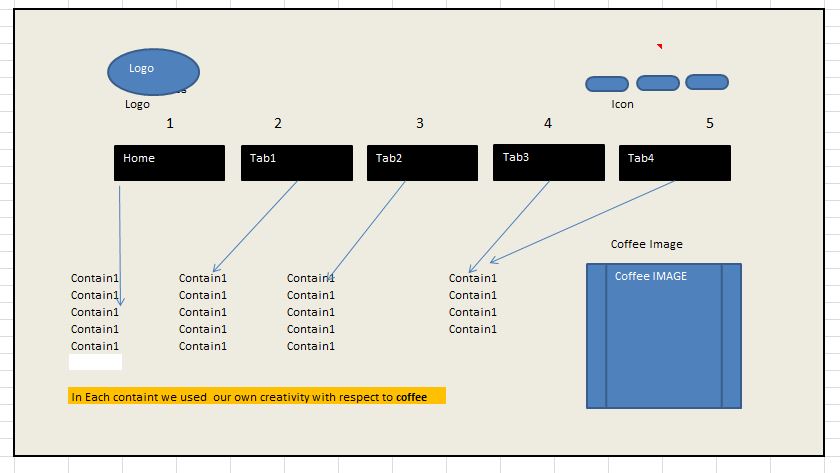 Logo
Logo
Icon
1 2 3 4 5
Home Tab1 Tab2 Tab3 Tab4
Coffee Image
Coffee IMAGE
Contain1 Contain1 Contain1 Contain1
Contain1 Contain1 Contain1 Contain1
Contain1 Contain1 Contain1 Contain1
Contain1 Contain1 Contain1 Contain1
Contain1 Contain1 Contain1
In Each containt we used our own creativity with respect to coffee